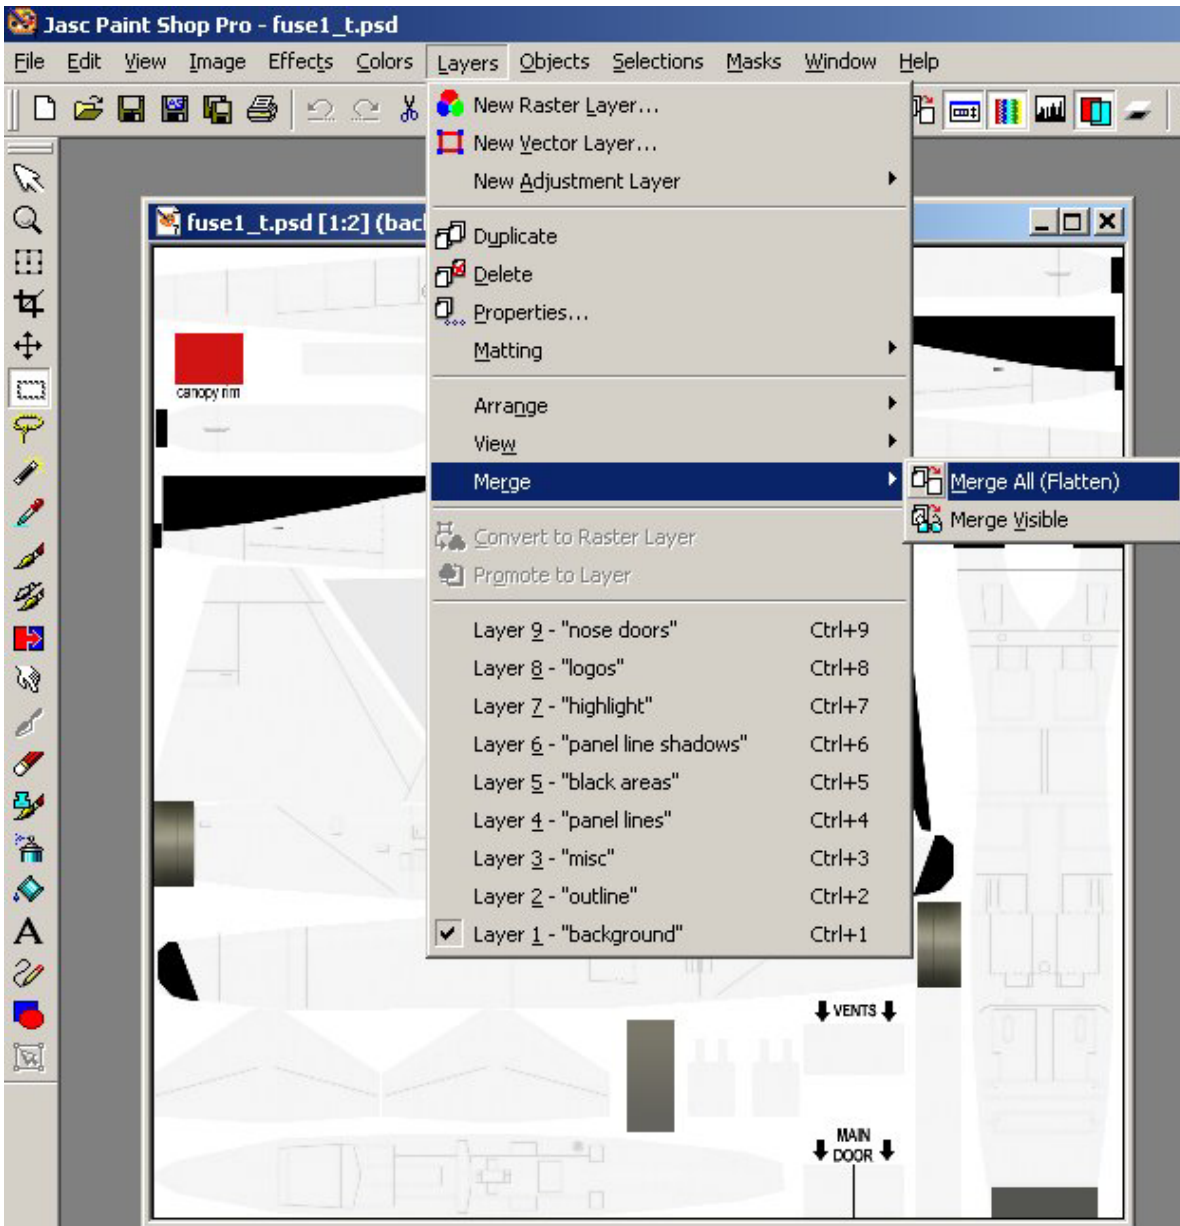 Jasc Paint Shop Pro - fuse1_t.psd
File Edit View Image Effects Colors Layers Objects Selections Masks Window Help
New Raster Layer...
New Vector Layer...
New Adjustment Layer
fuse1_t.psd [1:2] (bac
Duplicate
Delete
Properties...
Matting
canopy rim
Arrange
View
Merge
Merge All (Flatten)
Merge Visible
Convert to Raster Layer
Promote to Layer
Layer 9 - "nose doors" Ctrl+9
Layer 8 - "logos" Ctrl+8
Layer 7 - "highlight" Ctrl+7
Layer 6 - "panel line shadows" Ctrl+6
Layer 5 - "black areas" Ctrl+5
Layer 4 - "panel lines" Ctrl+4
Layer 3 - "misc" Ctrl+3
Layer 2 - "outline" Ctrl+2
Layer 1 - "background" Ctrl+1
VENTS
MAIN
DOOR